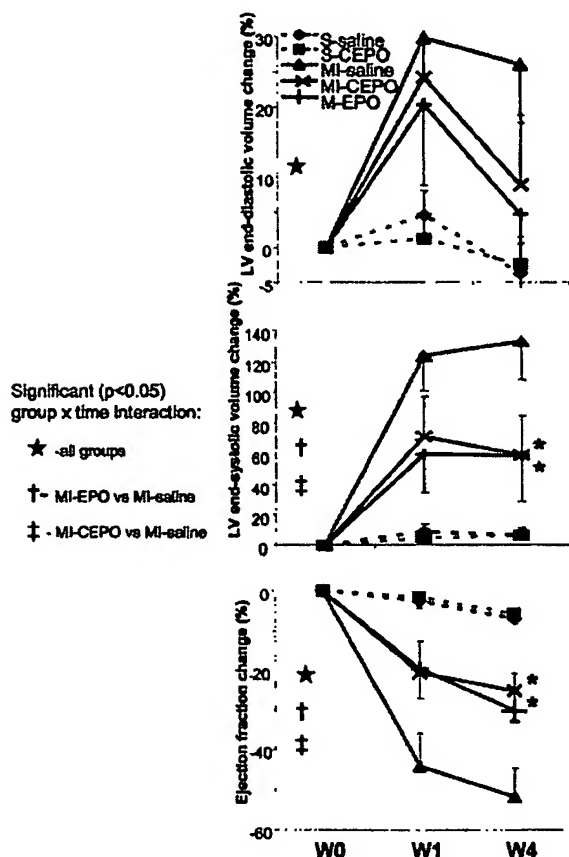 LV end-diastolic volume change (%)
30
20
10
0
-5
S-saline
S-CEPO
MI-saline
MI-CEPO
M-EPO
★
LV end-systolic volume change (%)
140
120
100
80
60
40
20
0
★
†
‡
*
*
Significant (p<0.05)
group x time interaction:
★ -all groups
†- MI-EPO vs MI-saline
‡ - MI-CEPO vs MI-saline
Ejection fraction change (%)
0
-20
-40
-60
★
†
‡
*
*
W0 W1 W4